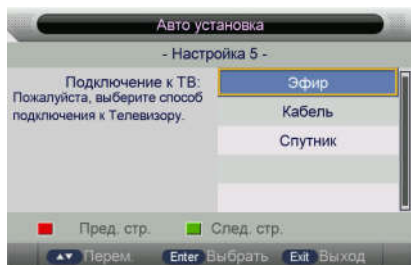 Авто установка
- Настройка 5 -
Подключение к ТВ:
Пожалуйста, выберите способ
подключения к Телевизору.
Эфир
Кабель
Спутник
Пред. стр. След. стр.
Перем. Enter Выбрать Exit Выход